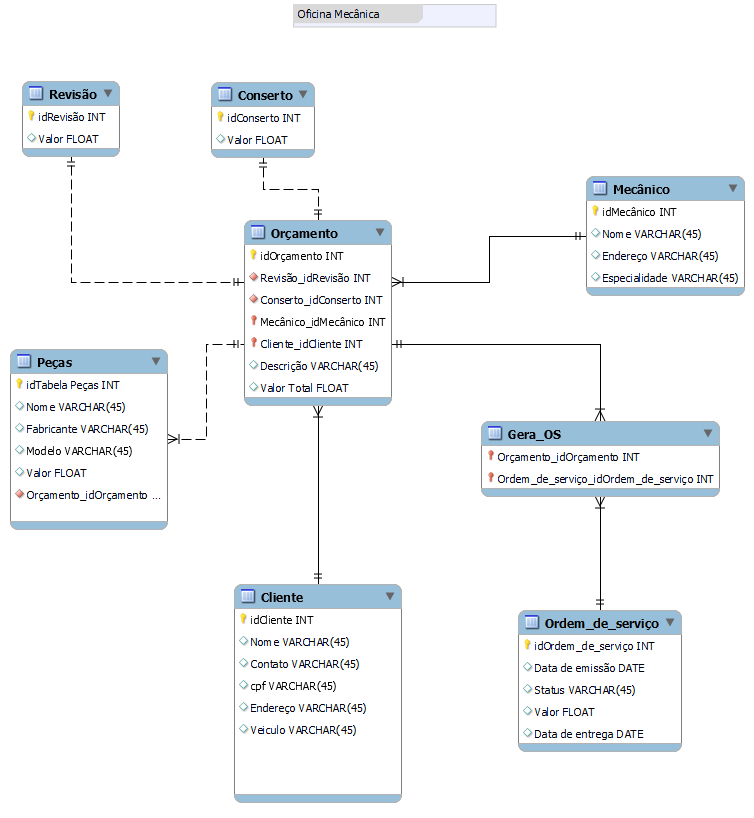 Oficina Mecânica
Revisão
idRevisão INT
Valor FLOAT
Conserto
idConserto INT
Valor FLOAT
Mecânico
idMecânico INT
Nome VARCHAR(45)
Endereço VARCHAR(45)
Especialidade VARCHAR(45)
Orçamento
idOrçamento INT
Revisão_idRevisão INT
Conserto_idConserto INT
Mecânico_idMecânico INT
Cliente_idCliente INT
Descrição VARCHAR(45)
Valor Total FLOAT
Peças
idTabela Peças INT
Nome VARCHAR(45)
Fabricante VARCHAR(45)
Modelo VARCHAR(45)
Valor FLOAT
Orçamento_idOrçamento ...
Gera_OS
Orçamento_idOrçamento INT
Ordem_de_serviço_idOrdem_de_serviço INT
Cliente
idCliente INT
Nome VARCHAR(45)
Contato VARCHAR(45)
cpf VARCHAR(45)
Endereço VARCHAR(45)
Veiculo VARCHAR(45)
Ordem_de_serviço
idOrdem_de_serviço INT
Data de emissão DATE
Status VARCHAR(45)
Valor FLOAT
Data de entrega DATE